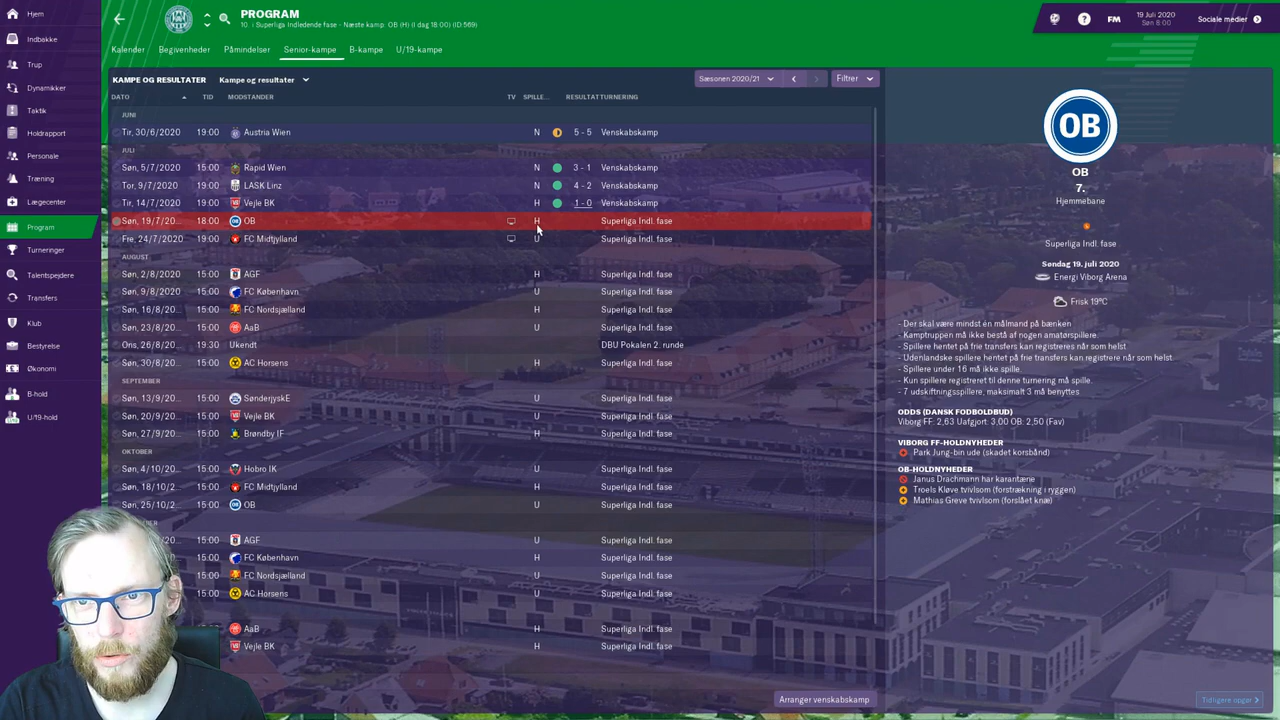 Hjem
Indbakke
Trup
Dynamikker
Taktik
Holdrapport
Personale
Træning
Lægecenter
Program
Turneringer
Talentspejdere
Transfers
Klub
Bestyrelse
Økonomi
B-hold
U/19-hold
PROGRAM
10. i Superliga Indledende fase - Næste kamp: OB (H) (I dag 18:00) (ID:569)
FM
19 Juli 2020
Søn 8:00
Sociale medier
Kalender Begivenheder Påmindelser Senior-kampe B-kampe U/19-kampe
KAMPE OG RESULTATER Kampe og resultater Sæsonen 2020/21 Filtrer
DATO TID MODSTANDER TV SPILLE... RESULTATTURNERING
JUNI
Tir, 30/6/2020 19:00 Austria Wien N 5 - 5 Venskabskamp
JULI
Søn, 5/7/2020 15:00 Rapid Wien N 3 - 1 Venskabskamp
Tor, 9/7/2020 19:00 LASK Linz N 4 - 2 Venskabskamp
Tir, 14/7/2020 19:00 Vejle BK H 1 - 0 Venskabskamp
Søn, 19/7/20... 18:00 OB H Superliga Indl. fase
Fre, 24/7/2020 19:00 FC Midtjylland U Superliga Indl. fase
AUGUST
Søn, 2/8/2020 15:00 AGF H Superliga Indl. fase
Søn, 9/8/2020 15:00 FC København U Superliga Indl. fase
Søn, 16/8/20... 15:00 FC Nordsjælland H Superliga Indl. fase
Søn, 23/8/20... 15:00 AaB U Superliga Indl. fase
Ons, 26/8/20... 19:30 Ukendt DBU Pokalen 2. runde
Søn, 30/8/20... 15:00 AC Horsens H Superliga Indl. fase
SEPTEMBER
Søn, 13/9/20... 15:00 SønderjyskE U Superliga Indl. fase
Søn, 20/9/20... 15:00 Vejle BK U Superliga Indl. fase
Søn, 27/9/20... 15:00 Brøndby IF H Superliga Indl. fase
OKTOBER
Søn, 4/10/20... 15:00 Hobro IK U Superliga Indl. fase
Søn, 18/10/2... 15:00 FC Midtjylland H Superliga Indl. fase
Søn, 25/10/2... 15:00 OB U Superliga Indl. fase
15:00 AGF U Superliga Indl. fase
15:00 FC København H Superliga Indl. fase
15:00 FC Nordsjælland U Superliga Indl. fase
15:00 AC Horsens U Superliga Indl. fase
15:00 AaB H Superliga Indl. fase
15:00 Vejle BK H Superliga Indl. fase
Arranger venskabskamp
OB
OB
7.
Hjemmebane
Superliga Indl. fase
Søndag 19. juli 2020
Energi Viborg Arena
Frisk 19°C
- Der skal være mindst én målmand på bænken
- Kamptruppen må ikke bestå af nogen amatørspillere.
- Spillere hentet på frie transfers kan registreres når som helst
- Udenlandske spillere hentet på frie transfers kan registrere når som helst.
- Spillere under 16 må ikke spille.
- Kun spillere registreret til denne turnering må spille.
- 7 udskiftningsspillere, maksimalt 3 må benyttes
ODDS (DANSK FODBOLDBUD)
Viborg FF: 2,63 Uafgjort: 3,00 OB: 2,50 (Fav)
VIBORG FF-HOLDNYHEDER
Park Jung-bin ude (skadet korsbånd)
OB-HOLDNYHEDER
Janus Drachmann har karantæne
Troels Kløve tvivlsom (forstrækning i ryggen)
Mathias Greve tvivlsom (forslået knæ)
Tidligere opgør